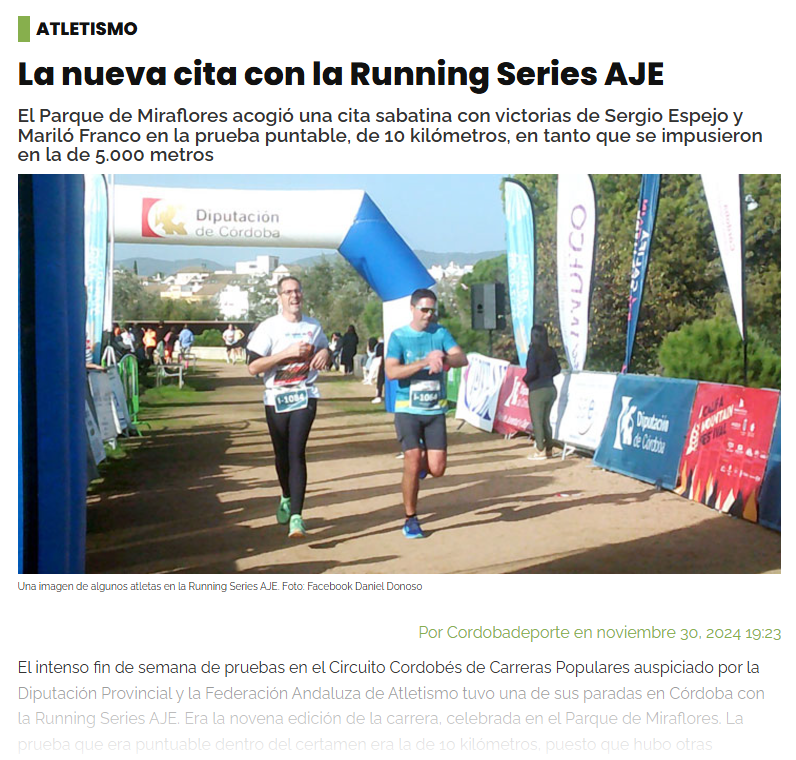 ATLETISMO
La nueva cita con la Running Series AJE
El Parque de Miraflores acogió una cita sabatina con victorias de Sergio Espejo y
Mariló Franco en la prueba puntable, de 10 kilómetros, en tanto que se impusieron
en la de 5.000 metros
Diputación
de Córdoba
Diputación
de Córdoba
CALFA
MOUNTAIN
FESTIVAL
Una imagen de algunos atletas en la Running Series AJE. Foto: Facebook Daniel Donoso
Por Cordobadeporte en noviembre 30, 2024 19:23
El intenso fin de semana de pruebas en el Circuito Cordobés de Carreras Populares auspiciado por la
Diputación Provincial y la Federación Andaluza de Atletismo tuvo una de sus paradas en Córdoba con
la Running Series AJE. Era la novena edición de la carrera, celebrada en el Parque de Miraflores. La
prueba que era puntuable dentro del certamen era la de 10 kilómetros, puesto que hubo otras